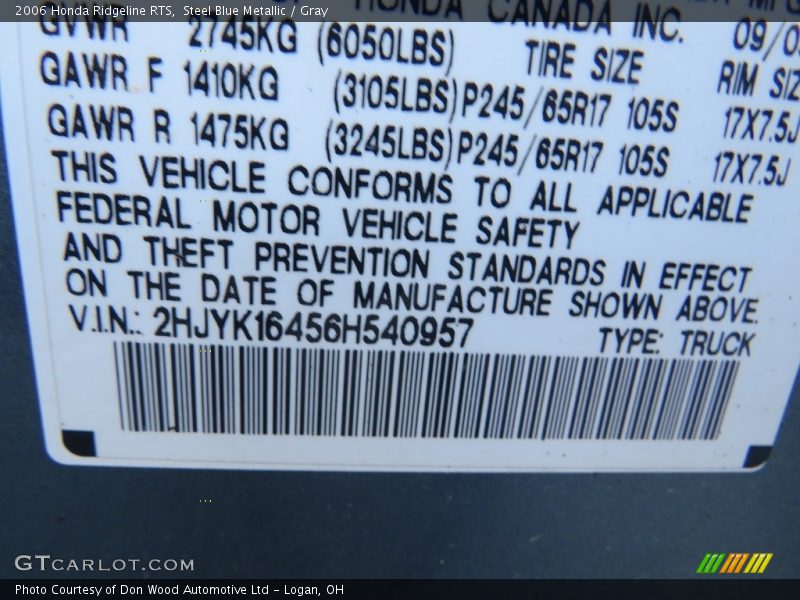 2006 Honda Ridgeline RTS, Steel Blue Metallic / Gray
HONDA CANADA INC.
GVWR 2745KG (6050LBS) TIRE SIZE RIM SIZ
GAWR F 1410KG (3105LBS) P245/65R17 105S 17X7.5J
GAWR R 1475KG (3245LBS) P245/65R17 105S 17X7.5J
THIS VEHICLE CONFORMS TO ALL APPLICABLE
FEDERAL MOTOR VEHICLE SAFETY
AND THEFT PREVENTION STANDARDS IN EFFECT
ON THE DATE OF MANUFACTURE SHOWN ABOVE.
V.I.N.: 2HJYK16456H540957 TYPE: TRUCK
GTCARLOT.COM
Photo Courtesy of Don Wood Automotive Ltd - Logan, OH